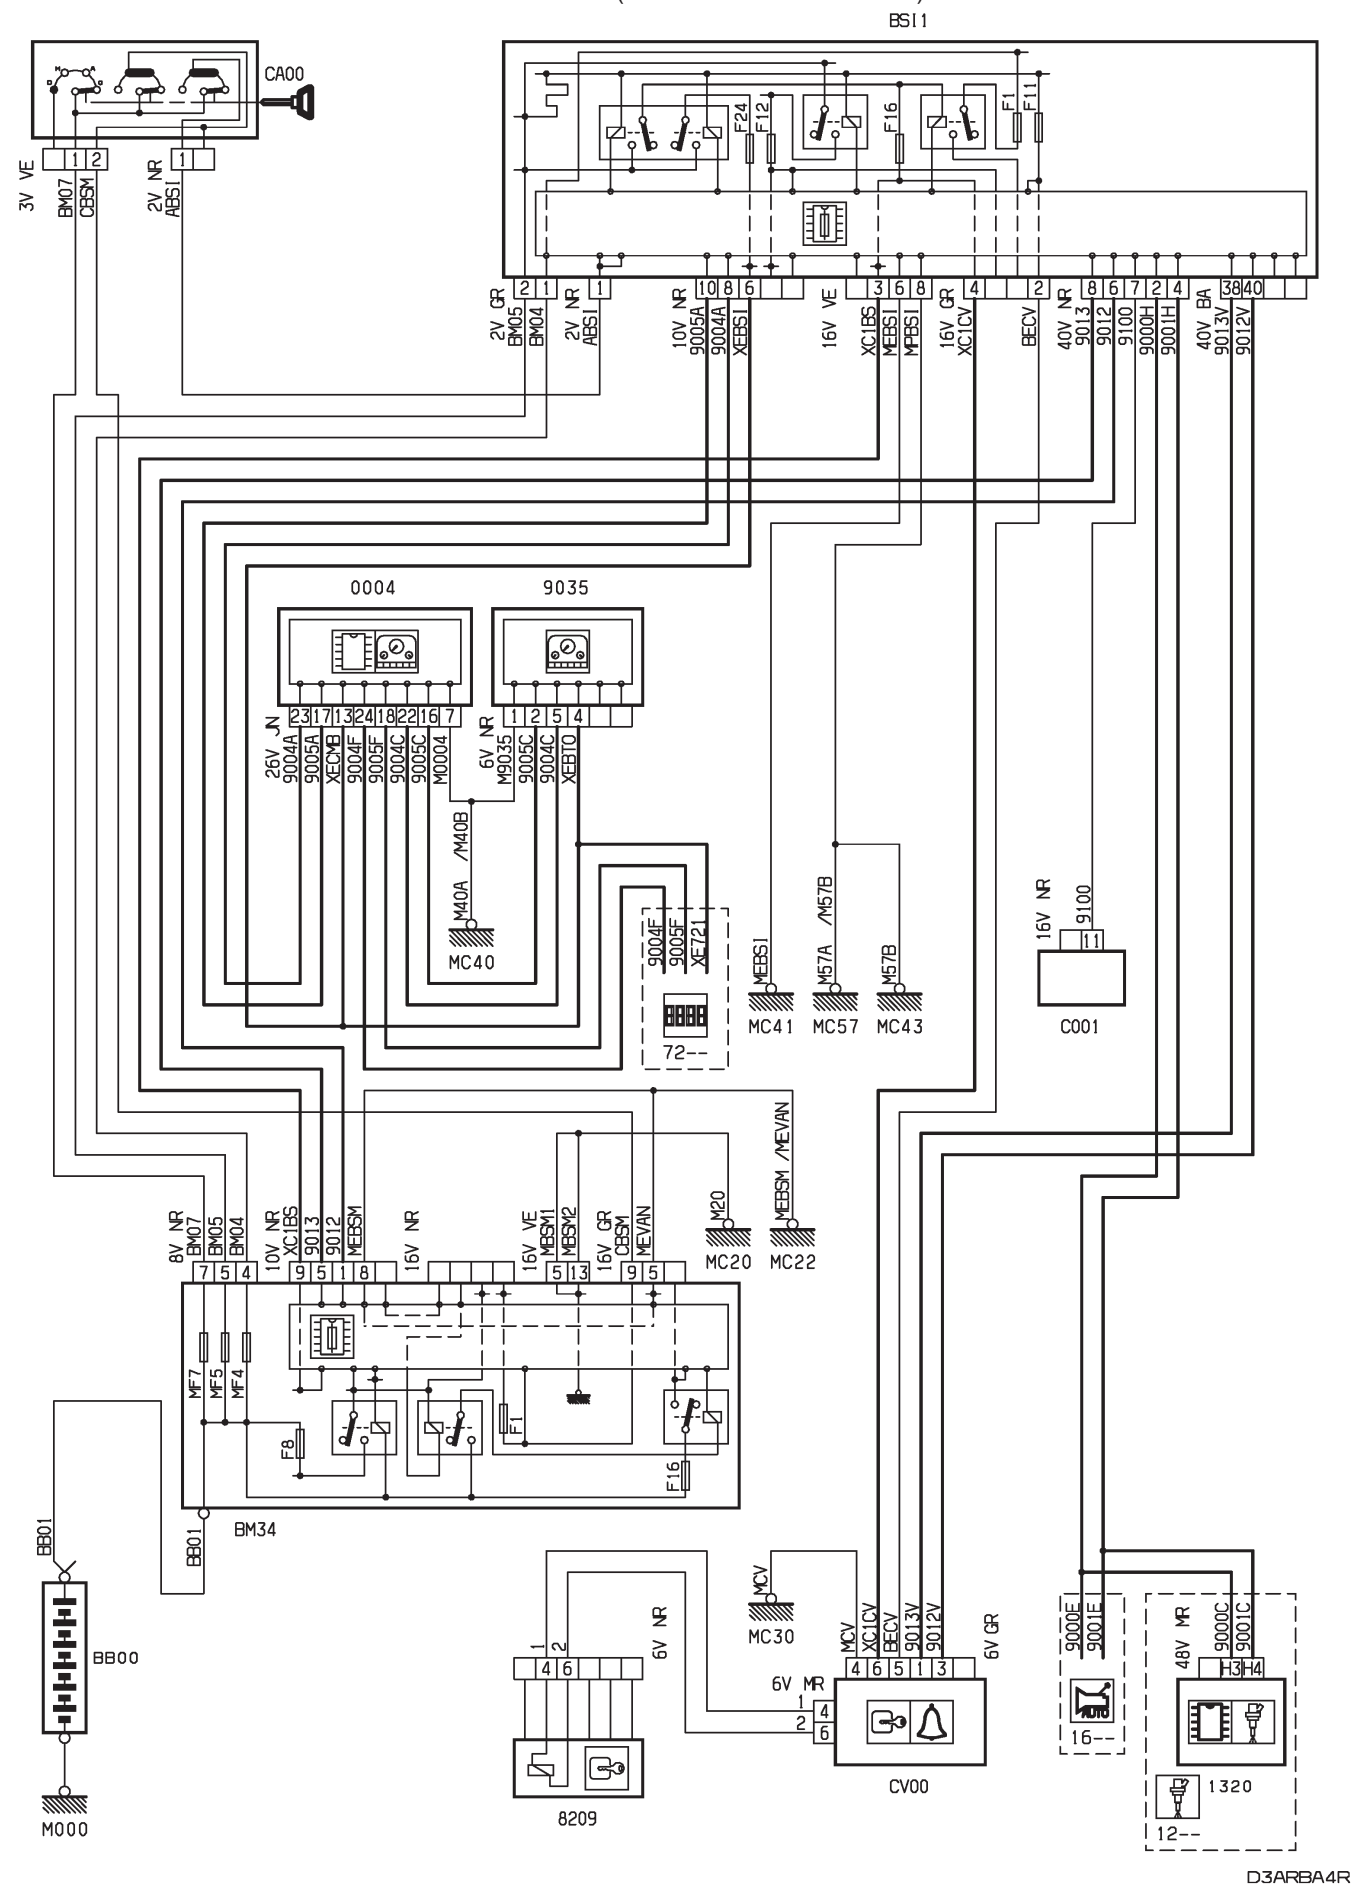 BSI1
CA00
H A
D G
F24
F12
F16
F1
F11
3V VE
1 2
BM07
CBSM
2V NR
1
ABSI
2V GR
2 1
BM05
BM04
2V NR
1
ABSI
10V NR
10 8 6
9005A
9004A
XEBSI
16V VE
3 6 8
XC1BS
MEBSI
MPBSI
16V GR
4 2
XC1CV
BECV
40V NR
8 6 7 2 4
9013
9012
9100
9000H
9001H
40V BA
38 40
9013V
9012V
0004
9035
26V JN
23 17 13 24 18 22 16 7
9004A
9005A
XECMB
9004F
9005F
9004C
9005C
M0004
6V NR
1 2 5 4
M9035
9005C
9004C
XEBTO
M40A /M40B
MC40
9004F
9005F
XE721
72--
MEBSI
MC41
M57A /M57B
MC57
M57B
MC43
16V NR
9100
11
C001
8V NR
BM07
BM05
BM04
7 5 4
10V NR
XC1BS
9013
9012
MEBSM
9 5 1 8
16V NR
16V VE
MBSM1
MBSM2
5 13
16V GR
CBSM
MEVAN
9 5
M20
MC20
MEBSM /MEVAN
MC22
MF7
MF5
MF4
F8
F1
F16
BM34
BB01
BB01
BB00
M000
1
2
4 6
6V NR
8209
MCV
MC30
MCV
XC1CV
BECV
9013V
9012V
6V GR
4 6 5 1 3
6V MR
1 4
2 6
CV00
9000E
9001E
AUTO
16--
48V MR
9000C
9001C
H3 H4
1320
12--
D3ARBA4R